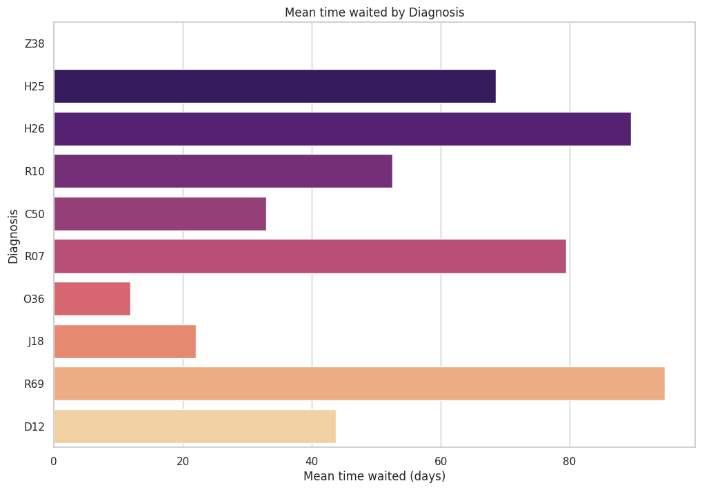 Mean time waited by Diagnosis
Z38
H25
H26
R10
C50
R07
O36
J18
R69
D12
Diagnosis
0 20 40 60 80
Mean time waited (days)